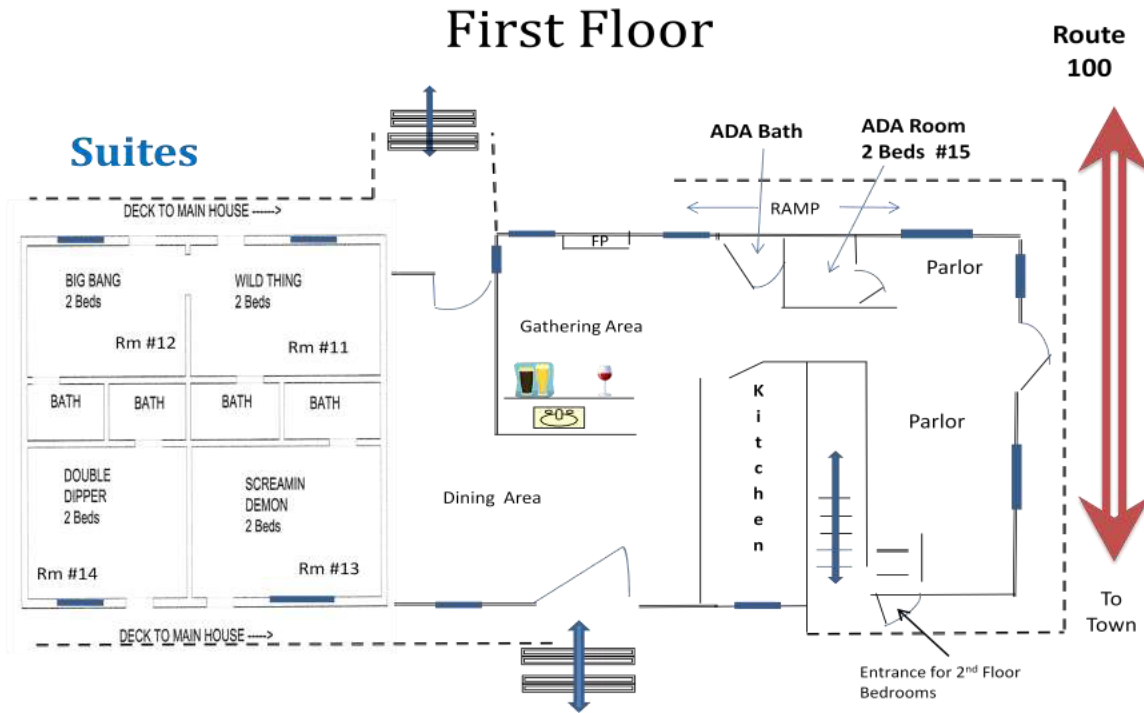 First Floor
Route
100
Suites
ADA Bath
ADA Room
2 Beds #15
DECK TO MAIN HOUSE ----->
RAMP
FP
BIG BANG
2 Beds
Rm #12
WILD THING
2 Beds
Rm #11
Parlor
Gathering Area
BATH
BATH
BATH
BATH
Kitchen
Parlor
DOUBLE
DIPPER
2 Beds
Rm #14
SCREAMIN
DEMON
2 Beds
Rm #13
Dining Area
To
Town
DECK TO MAIN HOUSE ----->
Entrance for 2nd Floor
Bedrooms